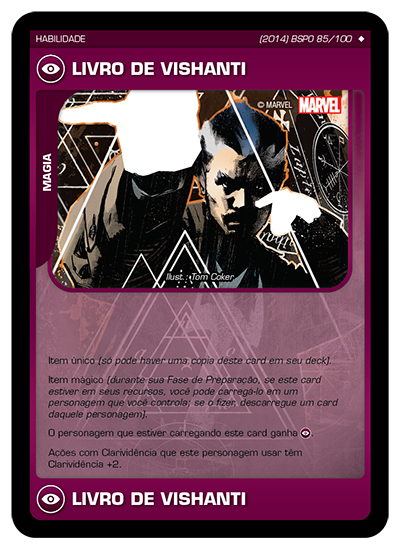 HABILIDADE
(2014) BSPO 85/100
LIVRO DE VISHANTI
© MARVEL
MARVEL
MAGIA
Ilust.: Tom Coker
Item único (só pode haver uma copia deste card em seu deck).
Item mágico (durante sua Fase de Preparação, se este card
estiver em seus recursos, você pode carregá-lo em um
personagem que você controla; se o fizer, descarregue um card
daquele personagem).
O personagem que estiver carregando este card ganha .
Ações com Clarividência que este personagem usar têm
Clarividência +2.
LIVRO DE VISHANTI